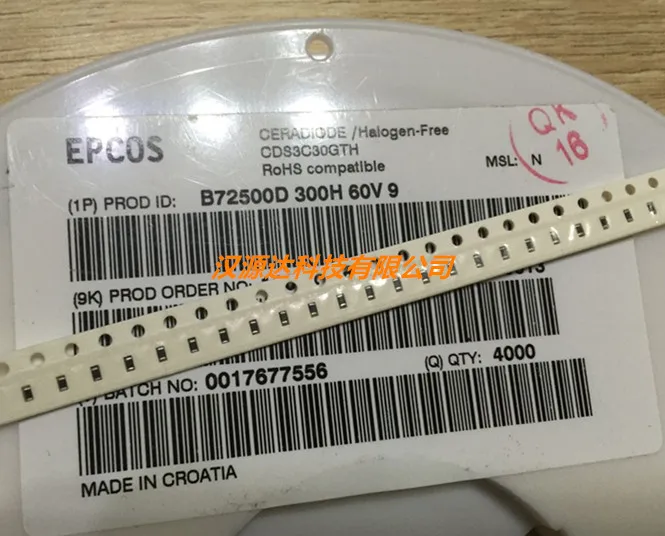 EPCOS
CERADIODE /Halogen-Free
CDS3C30GTH
RoHS compatible
MSL: N
QK
16
(1P) PROD ID: B72500D 300H 60V 9
汉源达科技有限公司
(9K) PROD ORDER NO:
BATCH NO: 0017677556
(Q) QTY: 4000
MADE IN CROATIA